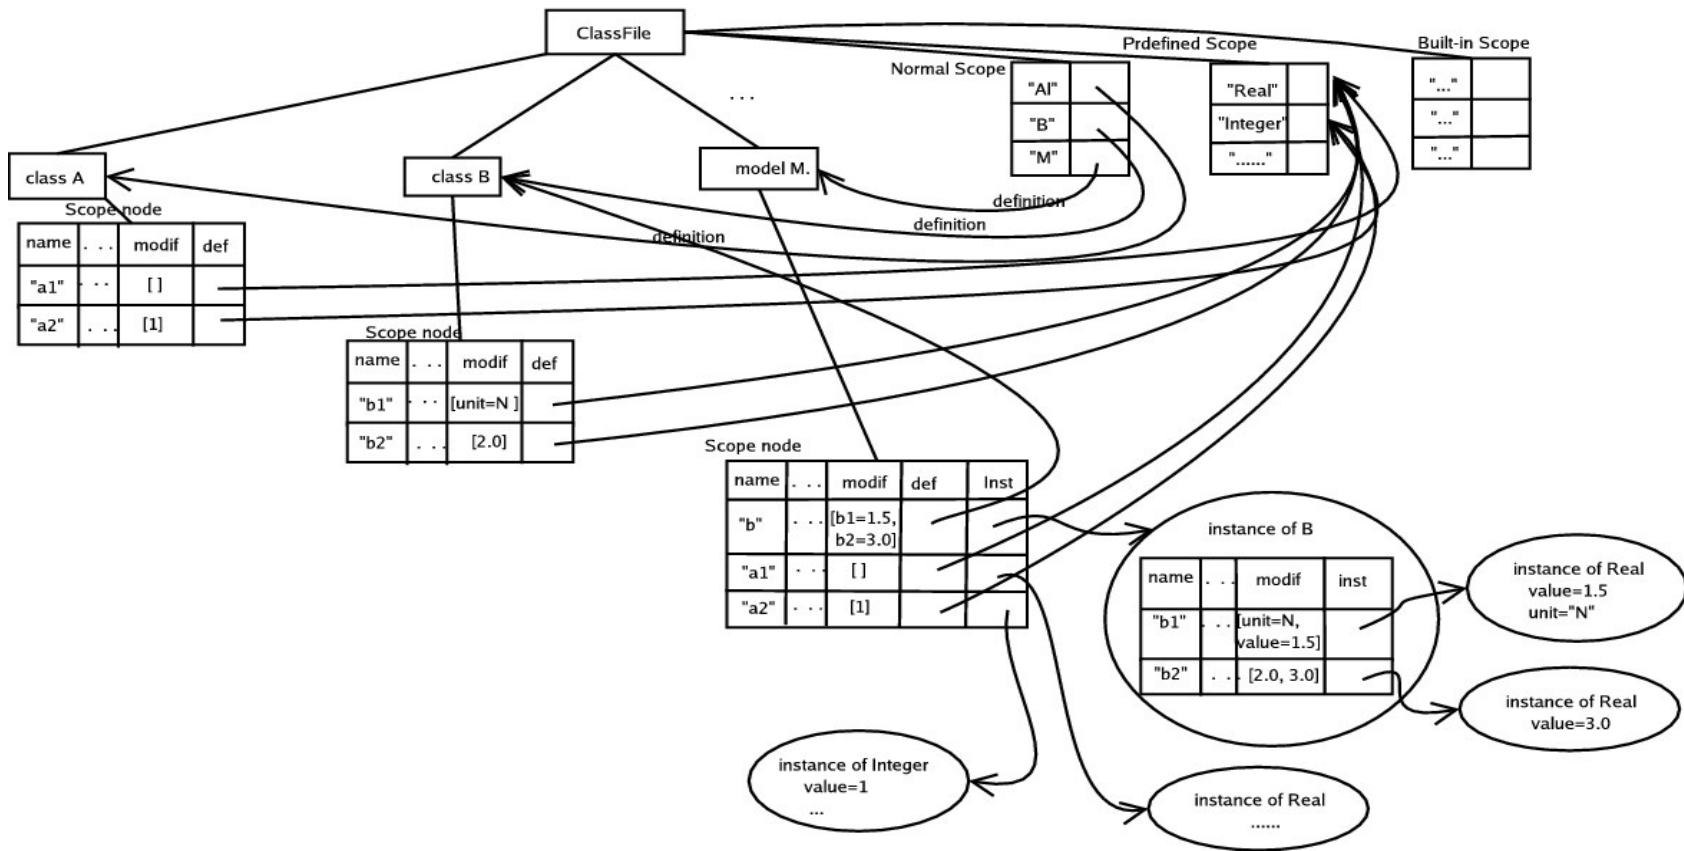 ClassFile
Prdefined Scope
Built-in Scope
Normal Scope
"Al"
"B"
"M"
"Real"
"Integer"
"......"
"..."
"..."
"..."
. . .
class A
class B
model M.
definition
definition
definition
Scope node
name . . . modif def
"a1" . . . [ ]
"a2" . . . [1]
Scope node
name . . . modif def
"b1" . . . [unit=N ]
"b2" . . . [2.0]
Scope node
name . . . modif def Inst
"b" . . . [b1=1.5,
b2=3.0]
"a1" . . . [ ]
"a2" . . . [1]
instance of B
name . . . modif inst
"b1" . . . [unit=N,
value=1.5]
"b2" . . . [2.0, 3.0]
instance of Real
value=1.5
unit="N"
instance of Real
value=3.0
instance of Integer
value=1
...
instance of Real
......